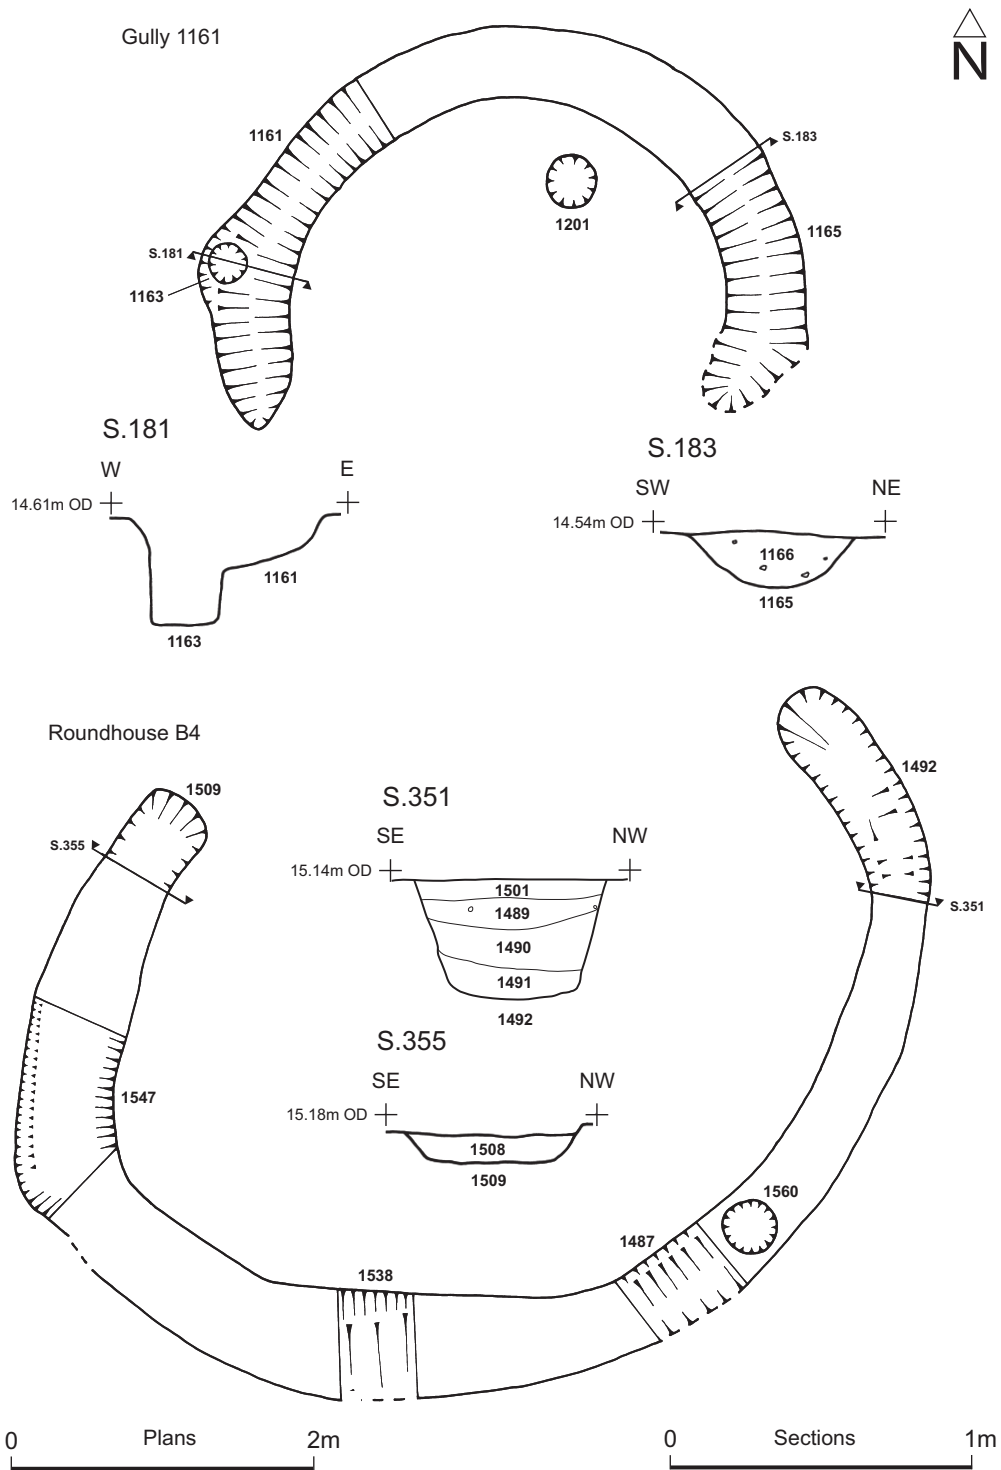 Gully 1161
N
1161
S.183
1201
1165
S.181
1163
S.181
W E
14.61m OD
1161
1163
S.183
SW NE
14.54m OD
1166
1165
Roundhouse B4
1492
1509
S.355
S.351
S.351
SE NW
15.14m OD
1501
1489
1490
1491
1492
S.355
SE NW
15.18m OD
1508
1509
1547
1560
1487
1538
0 Plans 2m
0 Sections 1m